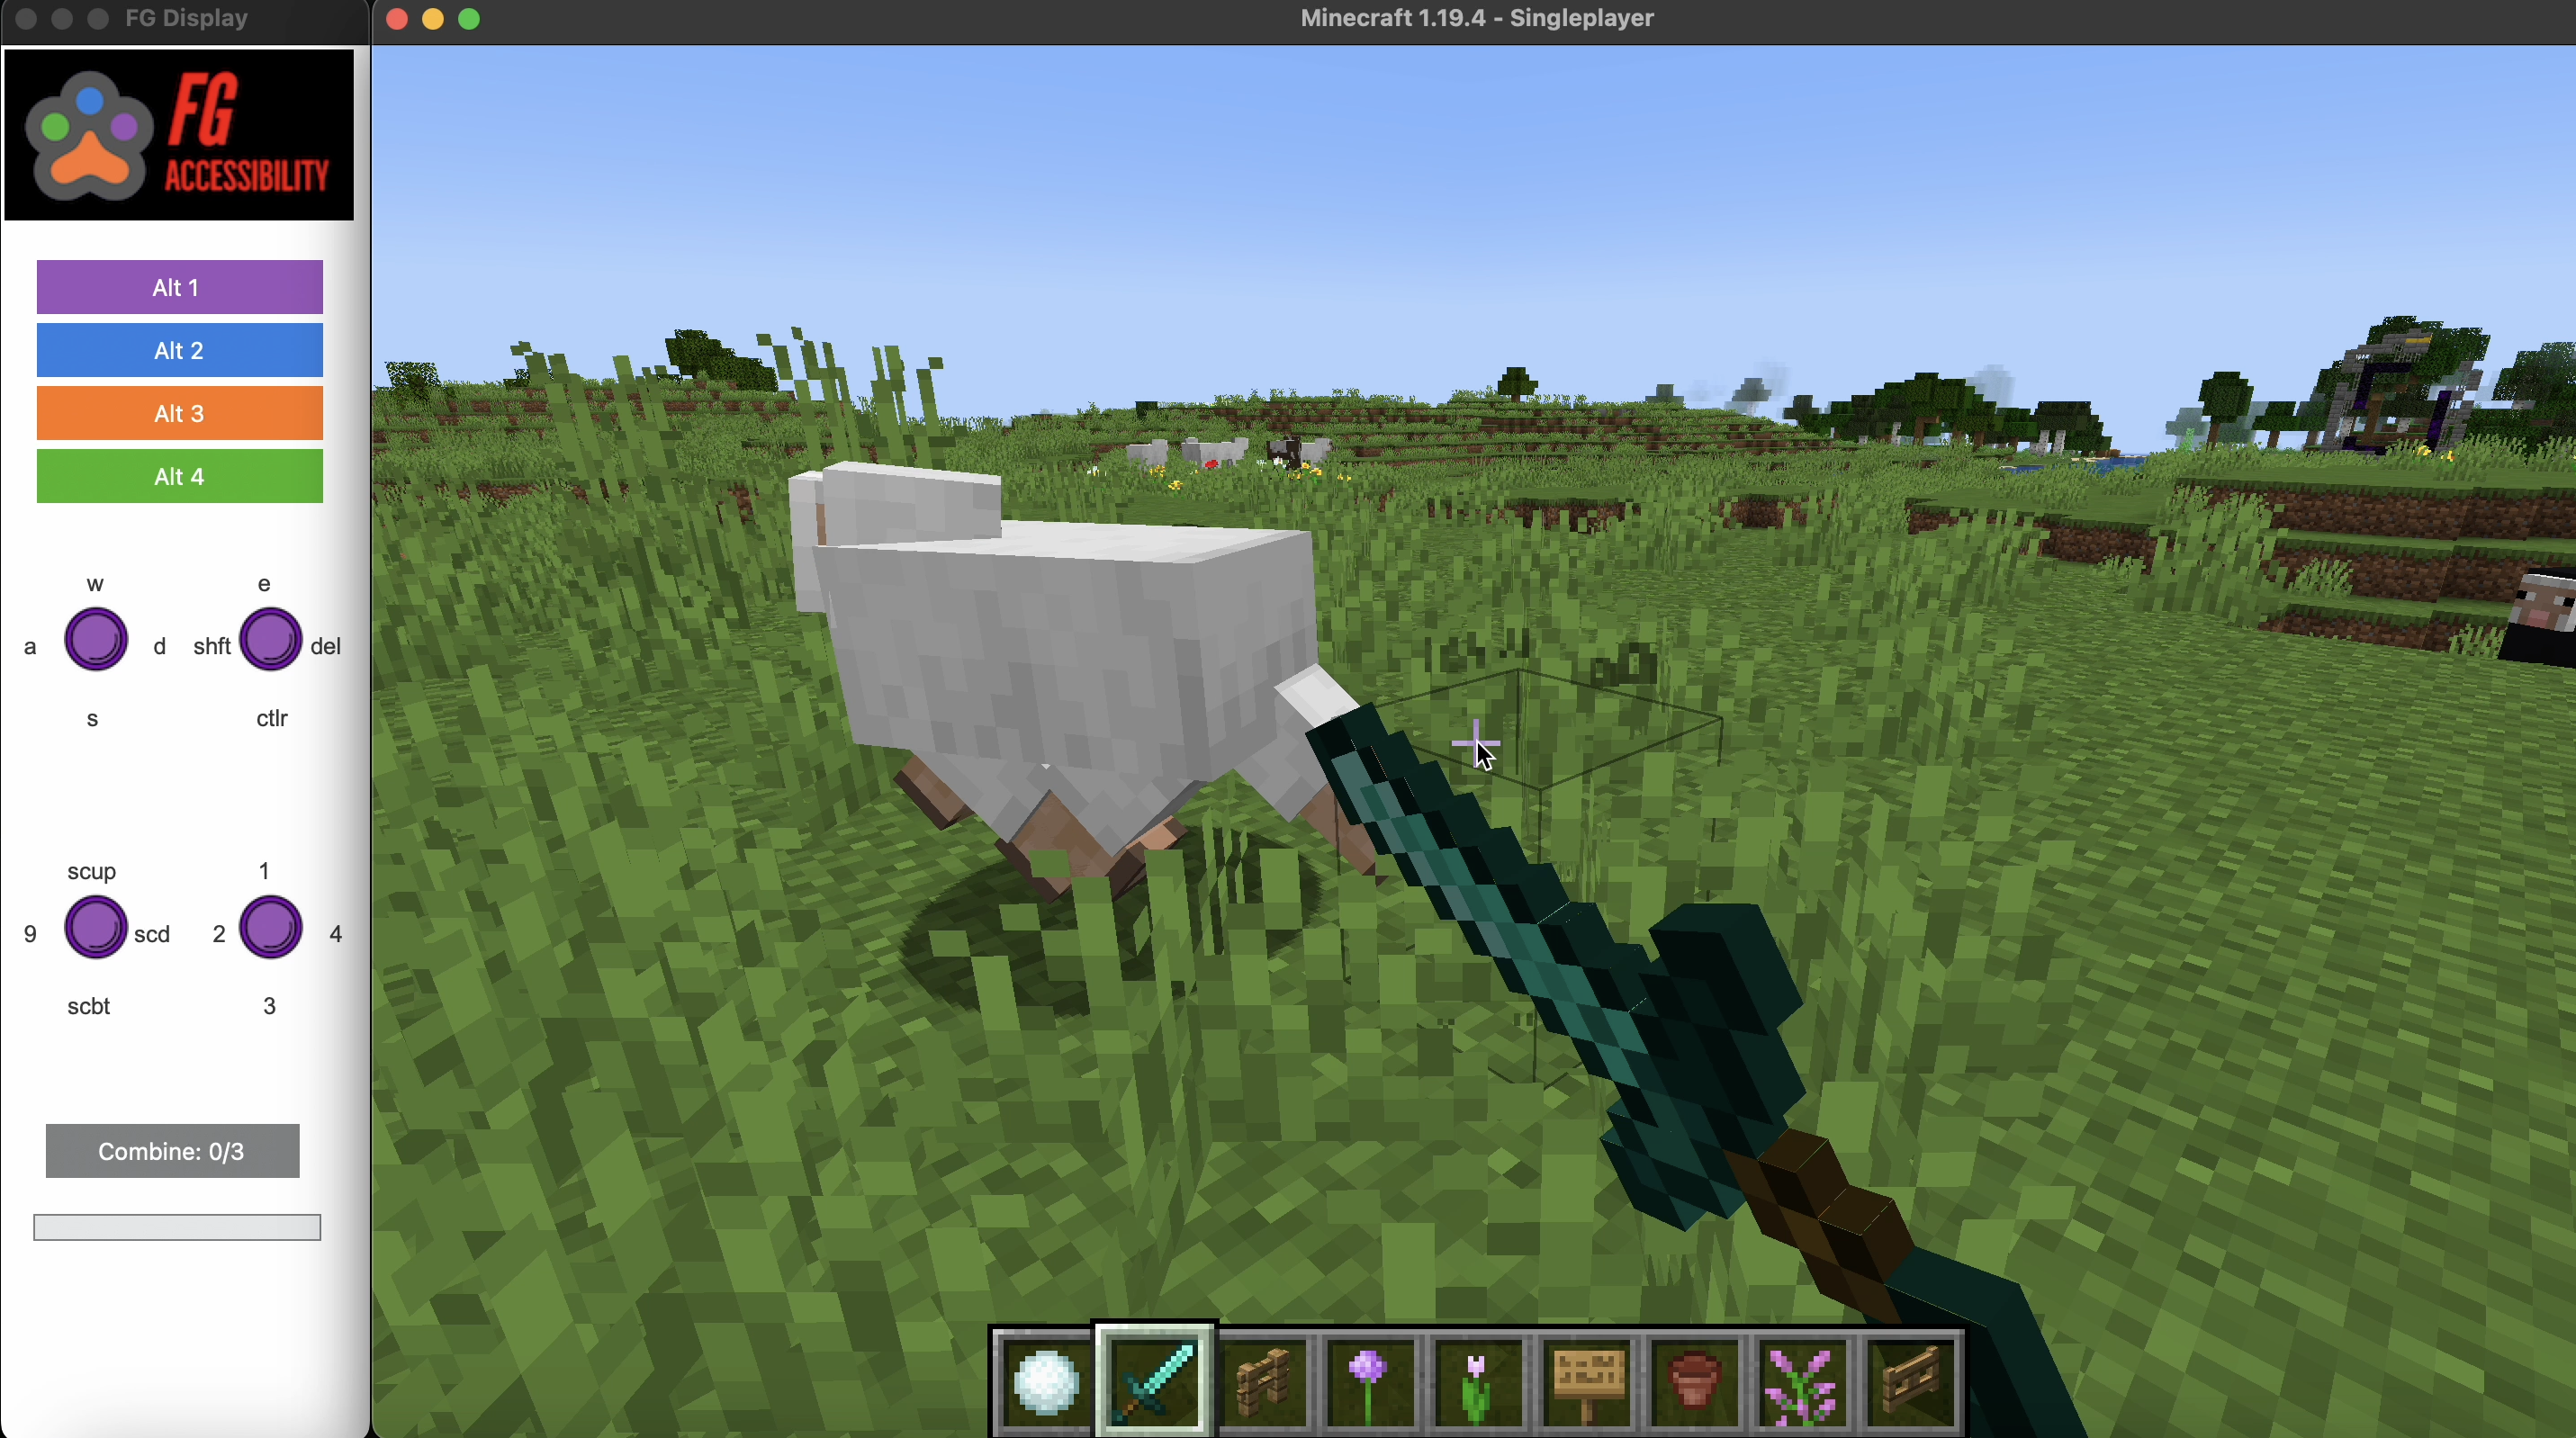 FG Display
Minecraft 1.19.4 - Singleplayer
FG
ACCESSIBILITY
Alt 1
Alt 2
Alt 3
Alt 4
w e
a d shft del
s ctlr
scup 1
9 scd 2 4
scbt 3
Combine: 0/3